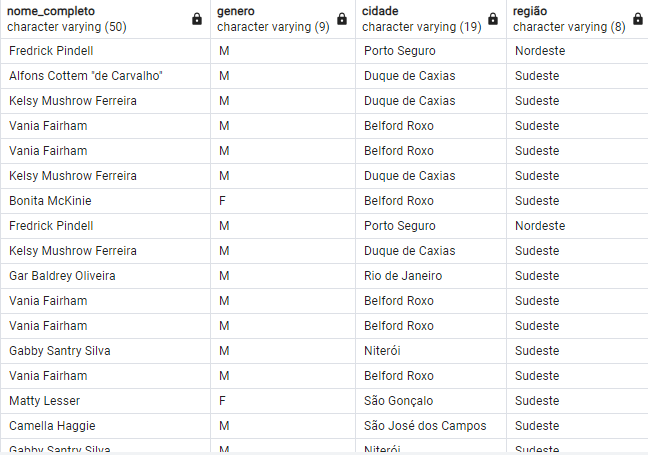 nome_completo genero cidade região
character varying (50) character varying (9) character varying (19) character varying (8)
Fredrick Pindell M Porto Seguro Nordeste
Alfons Cottem "de Carvalho" M Duque de Caxias Sudeste
Kelsy Mushrow Ferreira M Duque de Caxias Sudeste
Vania Fairham M Belford Roxo Sudeste
Vania Fairham M Belford Roxo Sudeste
Kelsy Mushrow Ferreira M Duque de Caxias Sudeste
Bonita McKinie F Belford Roxo Sudeste
Fredrick Pindell M Porto Seguro Nordeste
Kelsy Mushrow Ferreira M Duque de Caxias Sudeste
Gar Baldrey Oliveira M Rio de Janeiro Sudeste
Vania Fairham M Belford Roxo Sudeste
Vania Fairham M Belford Roxo Sudeste
Gabby Santry Silva M Niterói Sudeste
Vania Fairham M Belford Roxo Sudeste
Matty Lesser F São Gonçalo Sudeste
Camella Haggie M São José dos Campos Sudeste
Gabby Santry Silva M Niterói Sudeste